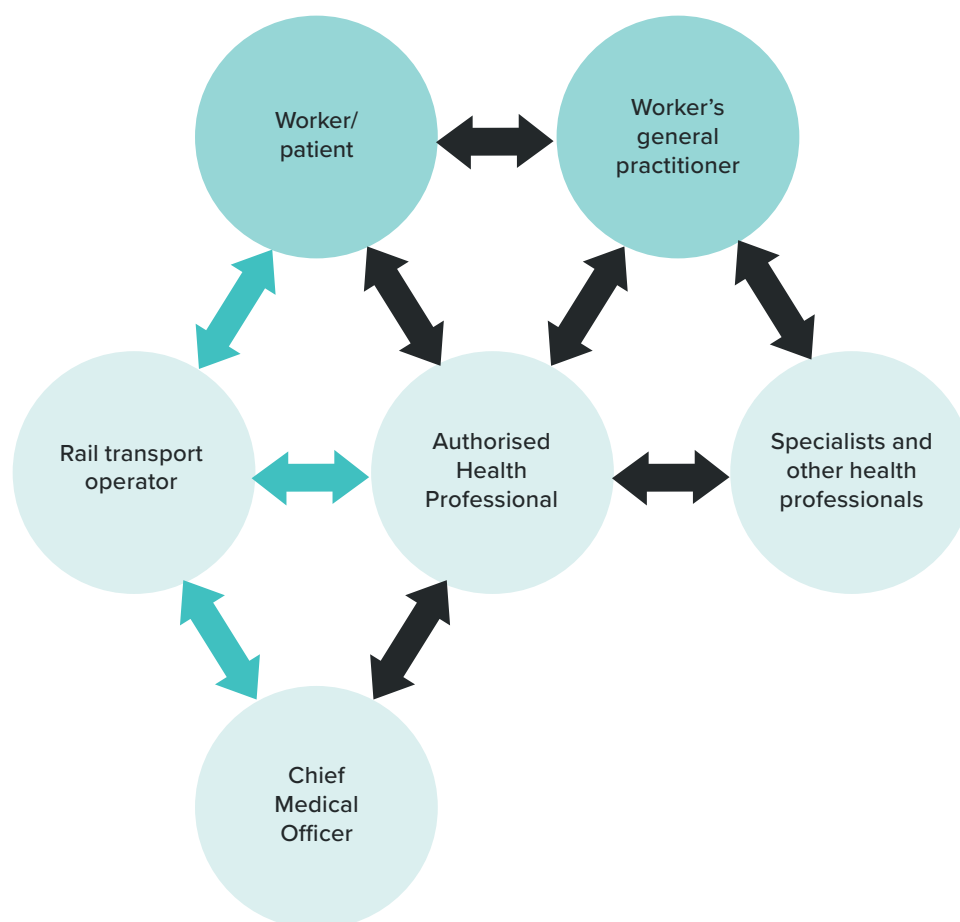 Worker/
patient
Worker’s
general
practitioner
Rail transport
operator
Authorised
Health
Professional
Specialists and
other health
professionals
Chief
Medical
Officer